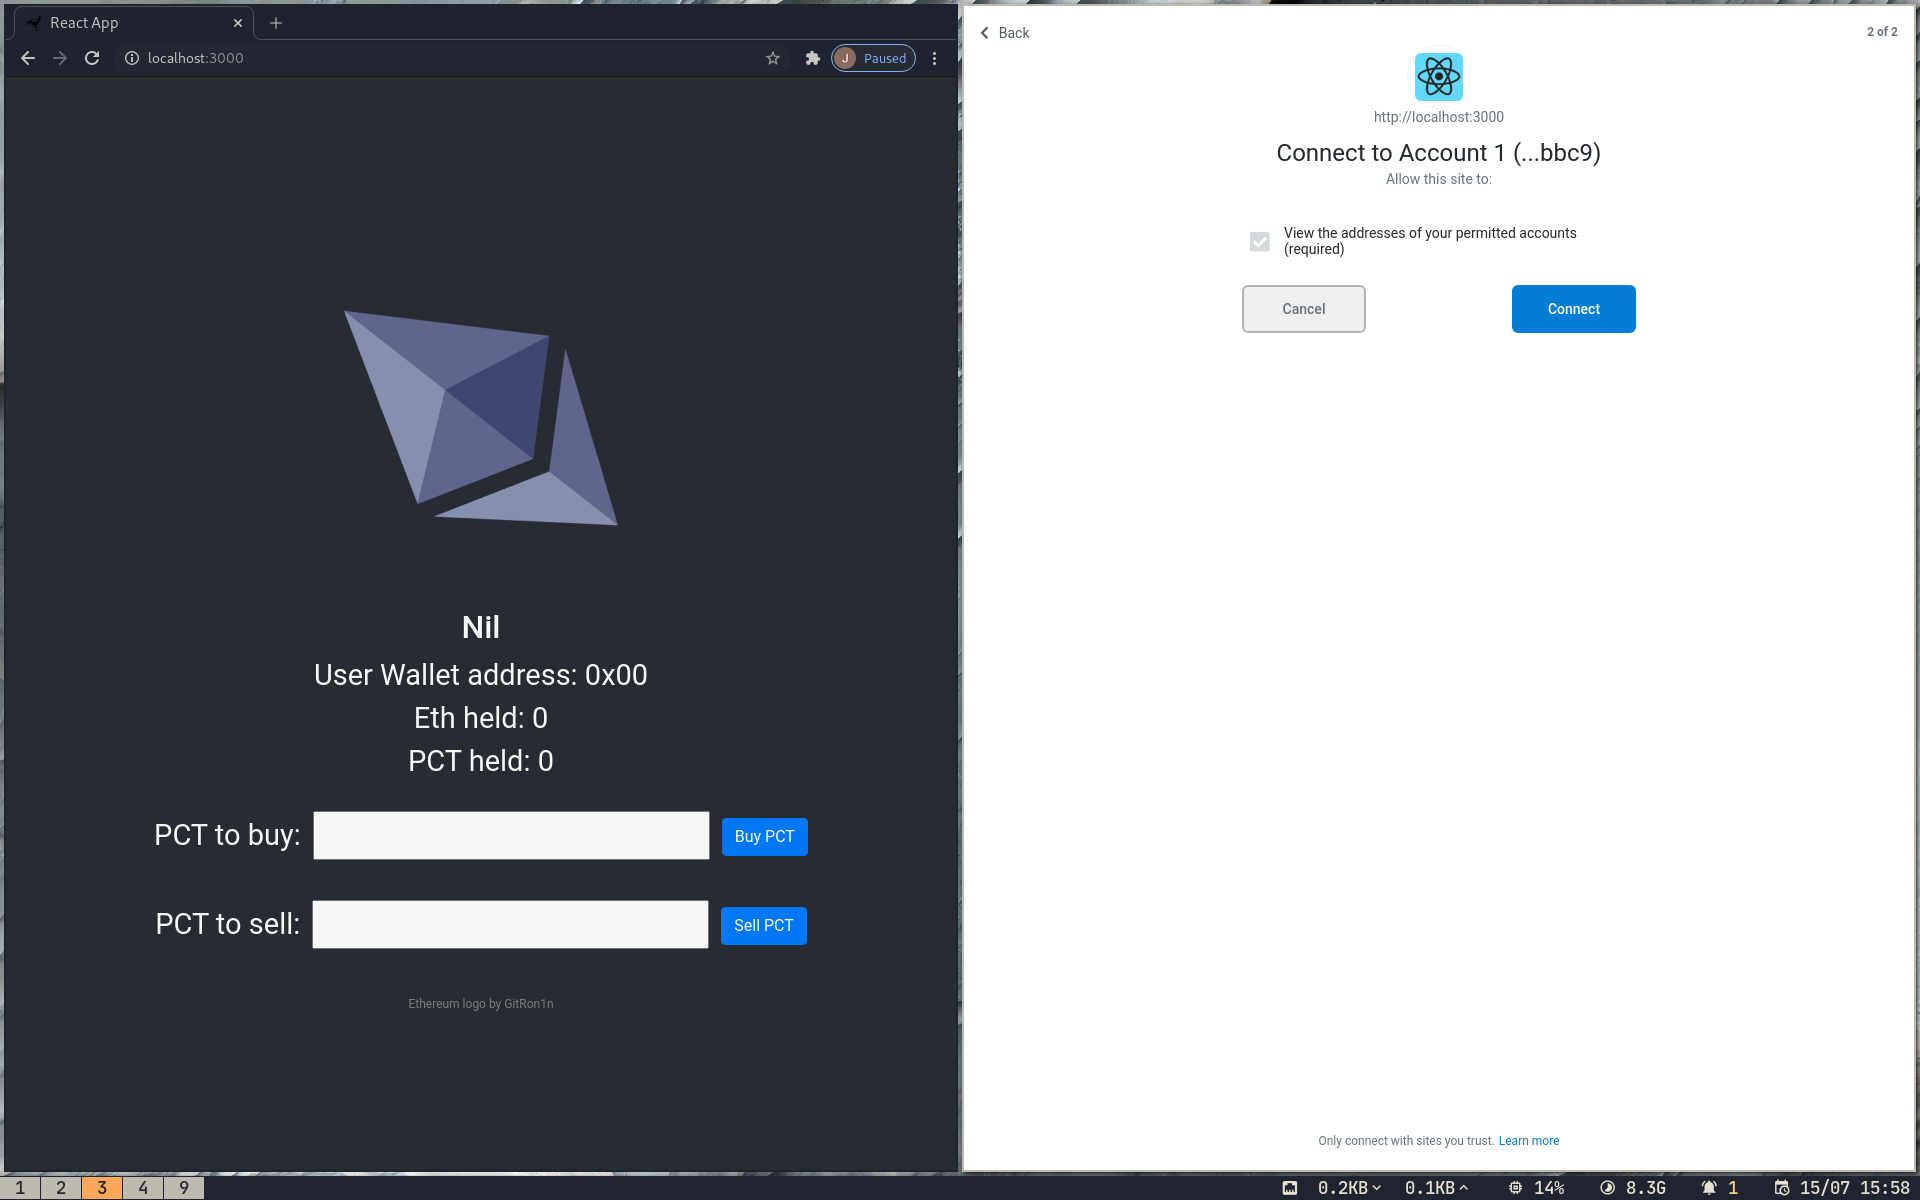 React App
localhost:3000
J Paused
Nil
User Wallet address: 0x00
Eth held: 0
PCT held: 0
PCT to buy:
Buy PCT
PCT to sell:
Sell PCT
Ethereum logo by GitRon1n
Back
2 of 2
http://localhost:3000
Connect to Account 1 (...bbc9)
Allow this site to:
View the addresses of your permitted accounts
(required)
Cancel
Connect
Only connect with sites you trust. Learn more
1 2 3 4 9
0.2KB 0.1KB 14% 8.3G 1 15/07 15:58